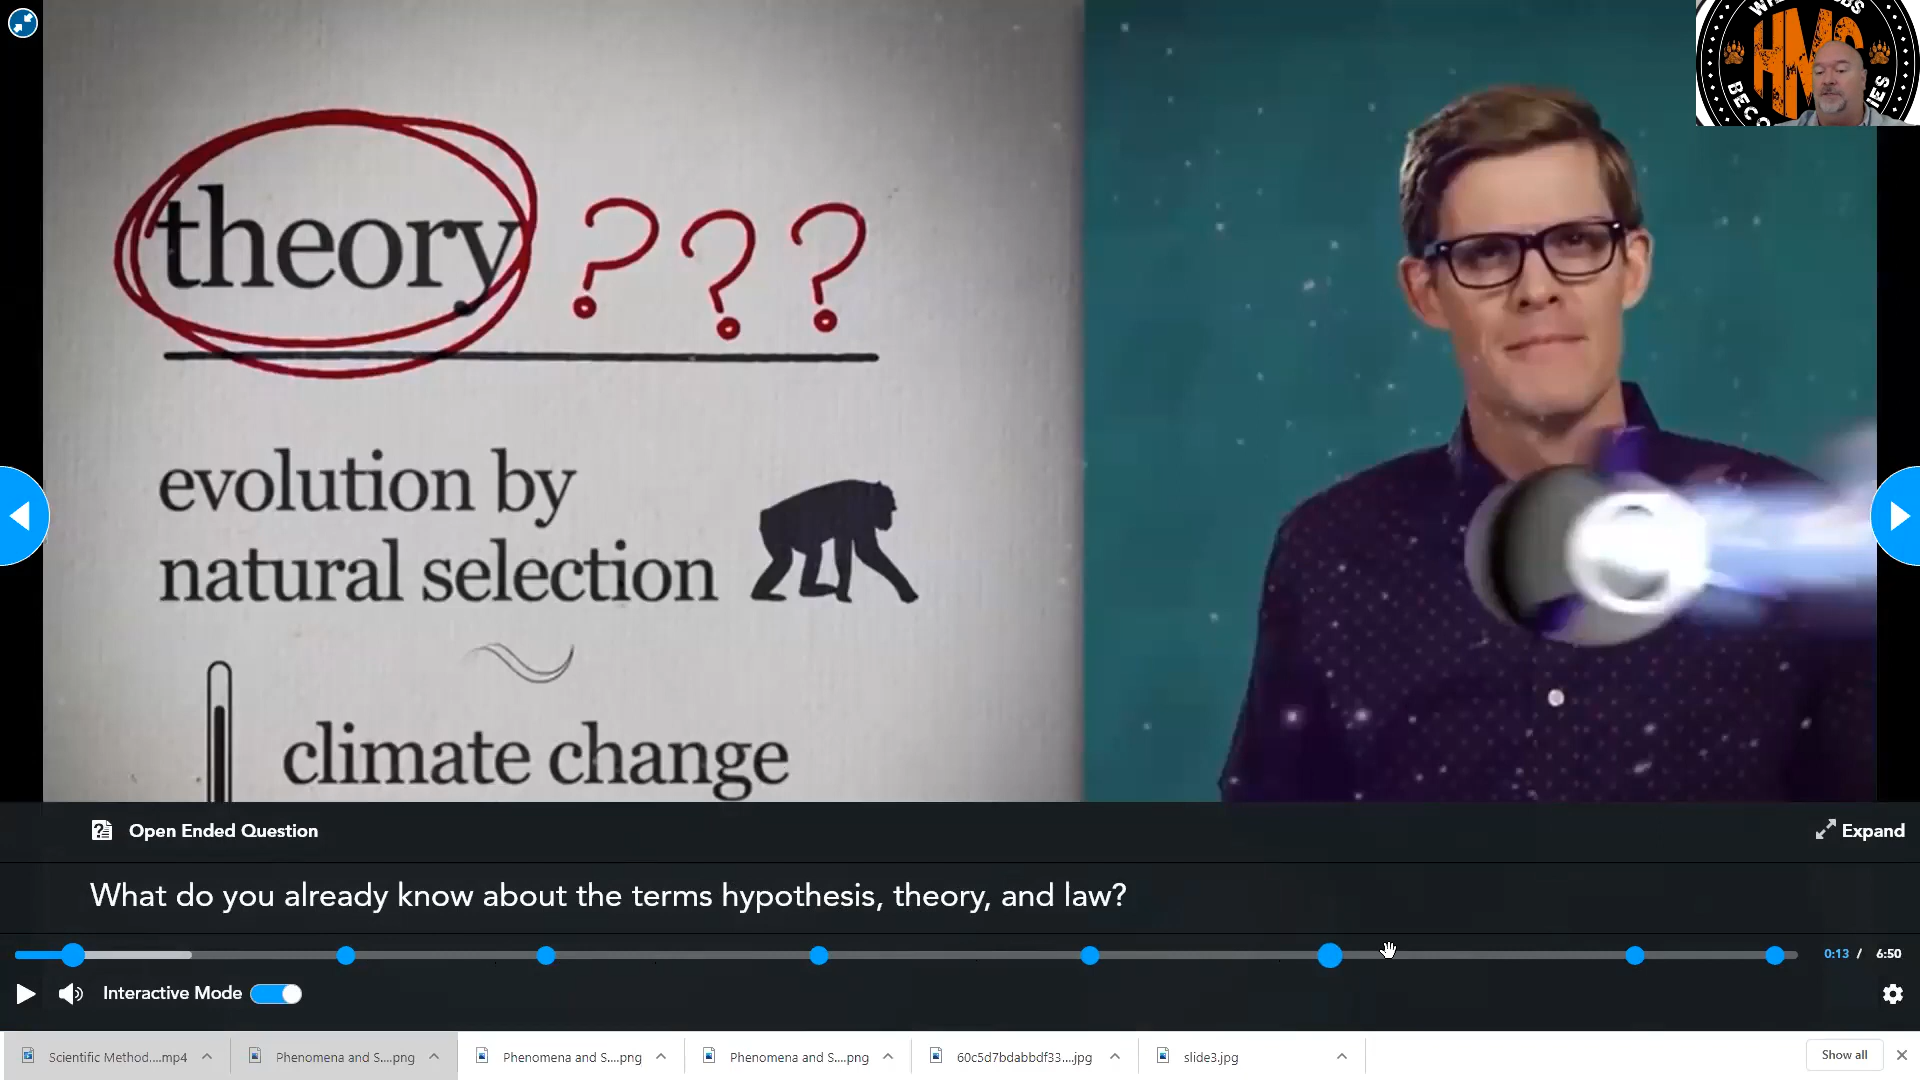 theory ???
evolution by
natural selection
climate change
HMS
BECO
Open Ended Question
Expand
What do you already know about the terms hypothesis, theory, and law?
0:13 / 6:50
Interactive Mode
Scientific Method....mp4
Phenomena and S....png
Phenomena and S....png
Phenomena and S....png
60c5d7bdabbdf33....jpg
slide3.jpg
Show all